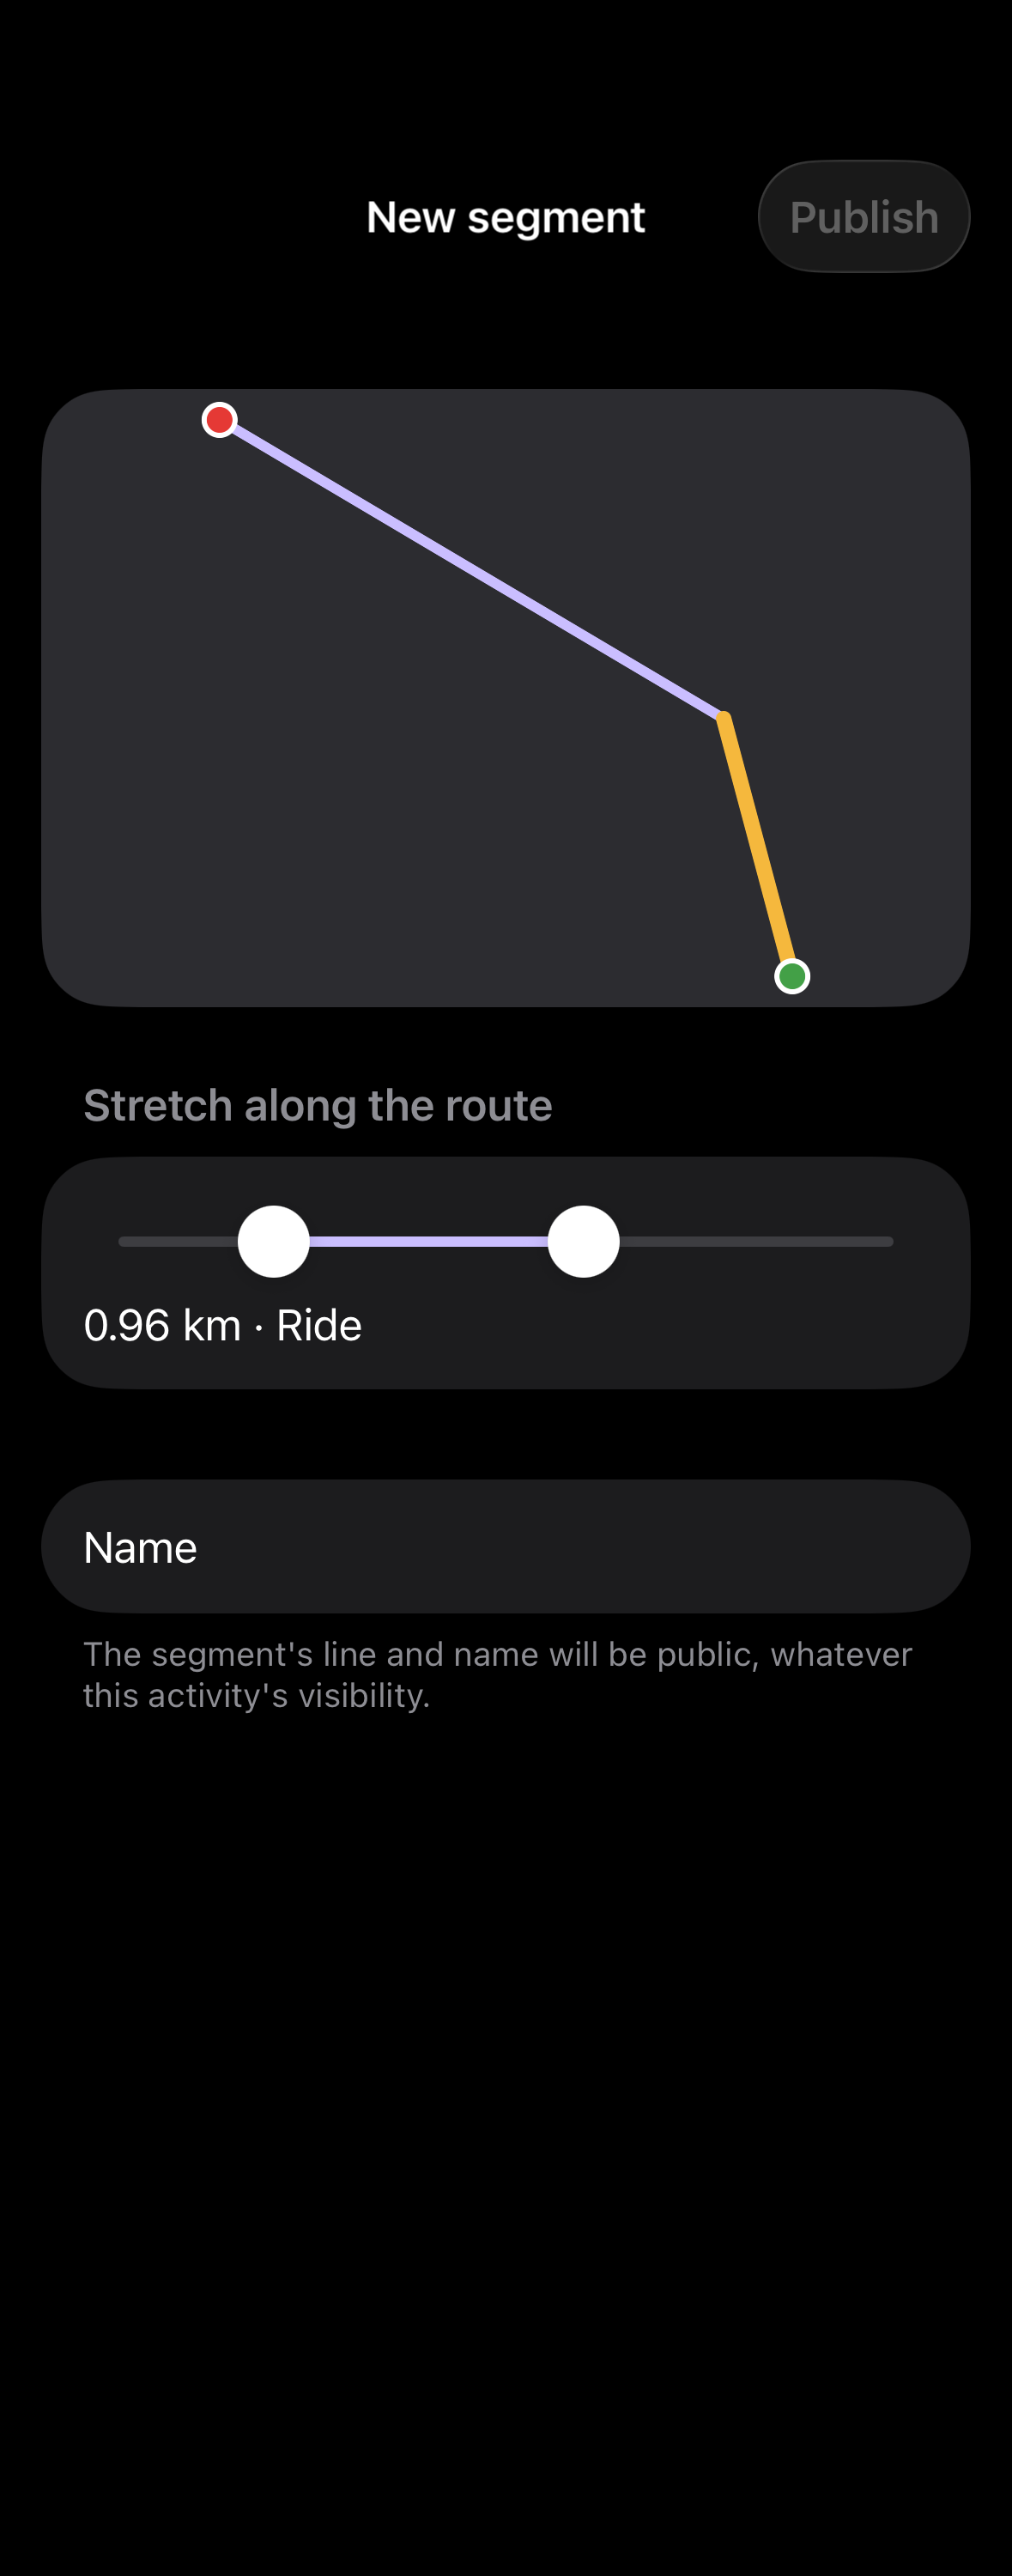 New segment
Publish
Stretch along the route
0.96 km · Ride
Name
The segment's line and name will be public, whatever
this activity's visibility.